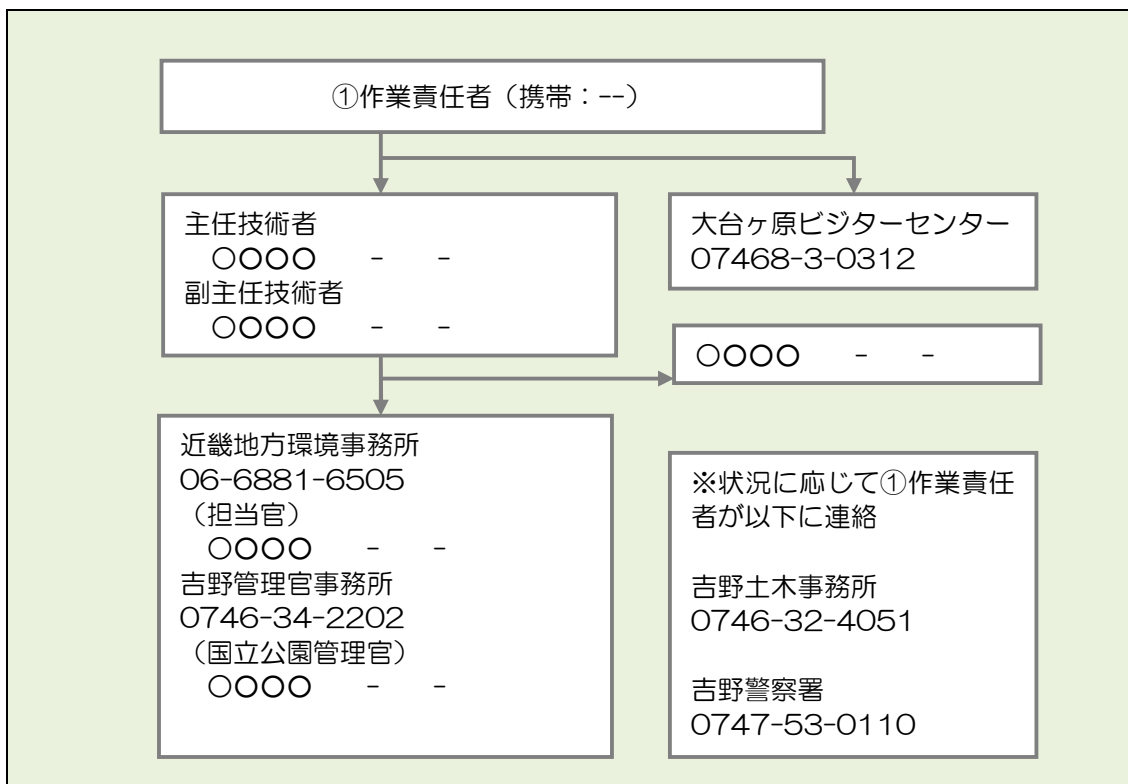 ①作業責任者（携帯：--）
主任技術者
○○○○　-　-
副主任技術者
○○○○　-　-
大台ヶ原ビジターセンター
07468-3-0312
○○○○　-　-
近畿地方環境事務所
06-6881-6505
（担当官）
○○○○　-　-
吉野管理官事務所
0746-34-2202
（国立公園管理官）
○○○○　-　-
※状況に応じて①作業責任
者が以下に連絡
吉野土木事務所
0746-32-4051
吉野警察署
0747-53-0110